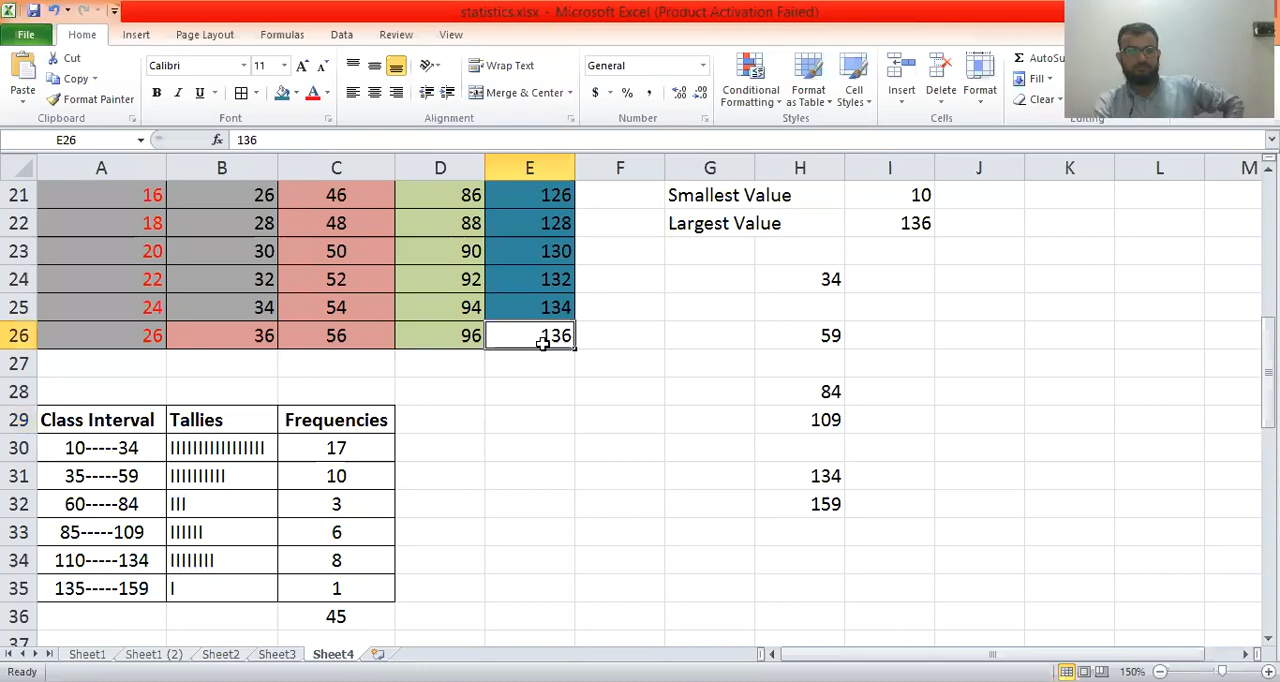 statistics.xlsx - Microsoft Excel (Product Activation Failed)
File Home Insert Page Layout Formulas Data Review View
Paste Cut Copy Format Painter Clipboard
Calibri 11 A A B I U A Font
Wrap Text Merge & Center Alignment
General $ % , Number
Conditional Formatting Format as Table Cell Styles Styles
Insert Delete Format Cells
Σ AutoSu Fill Clear
E26 fx 136
A B C D E F G H I J K L M
21 16 26 46 86 126 Smallest Value 10
22 18 28 48 88 128 Largest Value 136
23 20 30 50 90 130
24 22 32 52 92 132 34
25 24 34 54 94 134
26 26 36 56 96 136 59
27
28 84
29 Class Interval Tallies Frequencies 109
30 10-----34 IIIIIIIIIIIIIIIII 17
31 35-----59 IIIIIIIIII 10 134
32 60-----84 III 3 159
33 85-----109 IIIIII 6
34 110-----134 IIIIIIII 8
35 135-----159 I 1
36 45
37
Sheet1 Sheet1 (2) Sheet2 Sheet3 Sheet4
Ready 150%